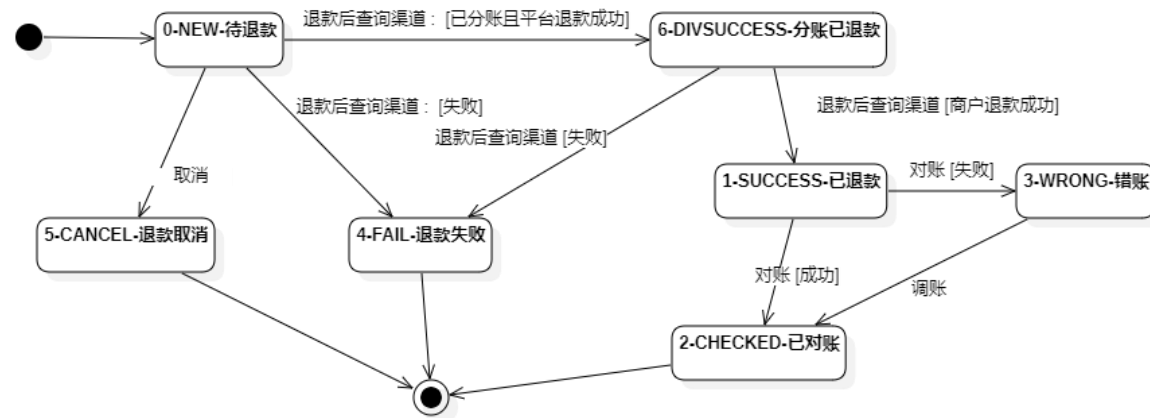 退款后查询渠道： [已分账且平台退款成功]
0-NEW-待退款
6-DIVSUCCESS-分账已退款
退款后查询渠道： [失败]
退款后查询渠道 [商户退款成功]
退款后查询渠道 [失败]
取消
1-SUCCESS-已退款
对账 [失败]
3-WRONG-错账
5-CANCEL-退款取消
4-FAIL-退款失败
对账 [成功]
调账
2-CHECKED-已对账